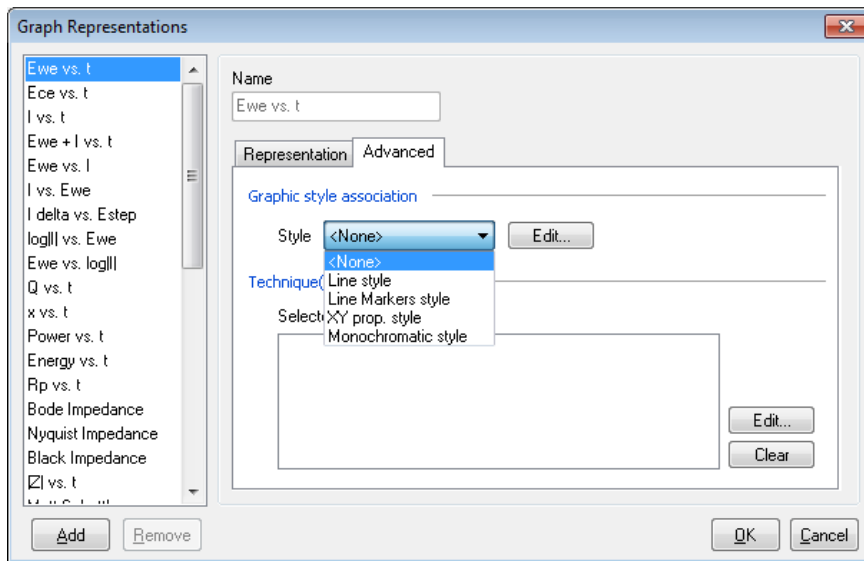 Graph Representations
Ewe vs. t
Ece vs. t
I vs. t
Ewe + I vs. t
Ewe vs. I
I vs. Ewe
I delta vs. Estep
log|I| vs. Ewe
Ewe vs. log|I|
Q vs. t
x vs. t
Power vs. t
Energy vs. t
Rp vs. t
Bode Impedance
Nyquist Impedance
Black Impedance
|Z| vs. t
Name
Ewe vs. t
Representation
Advanced
Graphic style association
Style
<None>
Edit...
<None>
Line style
Line Markers style
XY prop. style
Monochromatic style
Edit...
Clear
Add
Remove
OK
Cancel